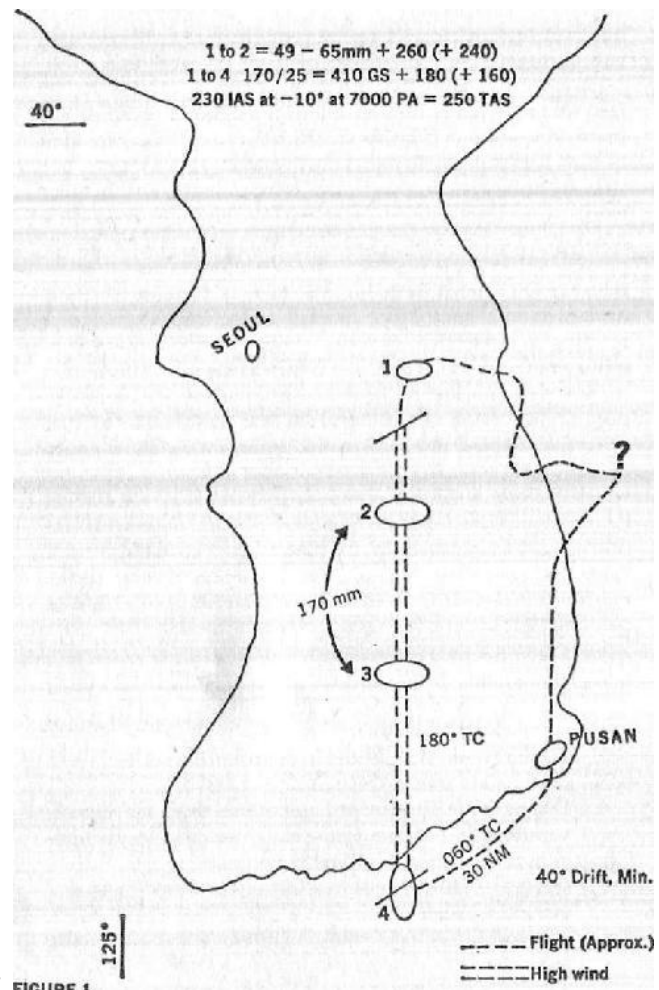 1 to 2 = 49 – 65mm + 260 (+ 240)
1 to 4 170/25 = 410 GS + 180 (+ 160)
230 IAS at –10° at 7000 PA = 250 TAS
40°
SEOUL
1
?
2
170 mm
3
180° TC
PUSAN
060° TC
30 NM
4
40° Drift, Min.
125°
Flight (Approx.)
High wind
FIGURE 1